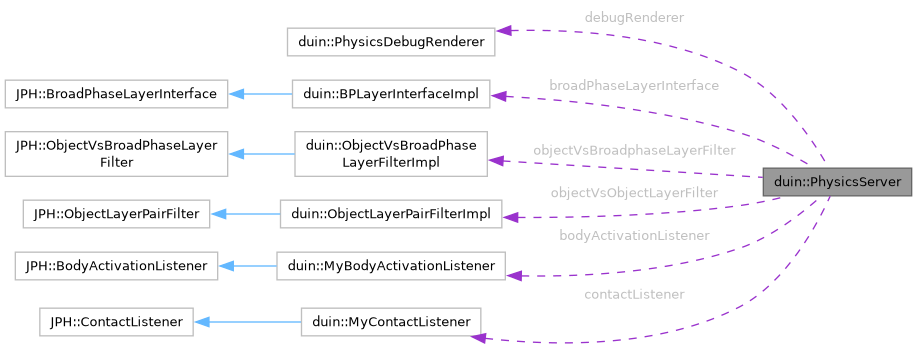 debugRenderer
duin::PhysicsDebugRenderer
broadPhaseLayerInterface
JPH::BroadPhaseLayerInterface
duin::BPLayerInterfaceImpl
JPH::ObjectVsBroadPhaseLayer
Filter
duin::ObjectVsBroadPhase
LayerFilterImpl
objectVsBroadphaseLayerFilter
duin::PhysicsServer
objectVsObjectLayerFilter
JPH::ObjectLayerPairFilter
duin::ObjectLayerPairFilterImpl
bodyActivationListener
JPH::BodyActivationListener
duin::MyBodyActivationListener
contactListener
JPH::ContactListener
duin::MyContactListener